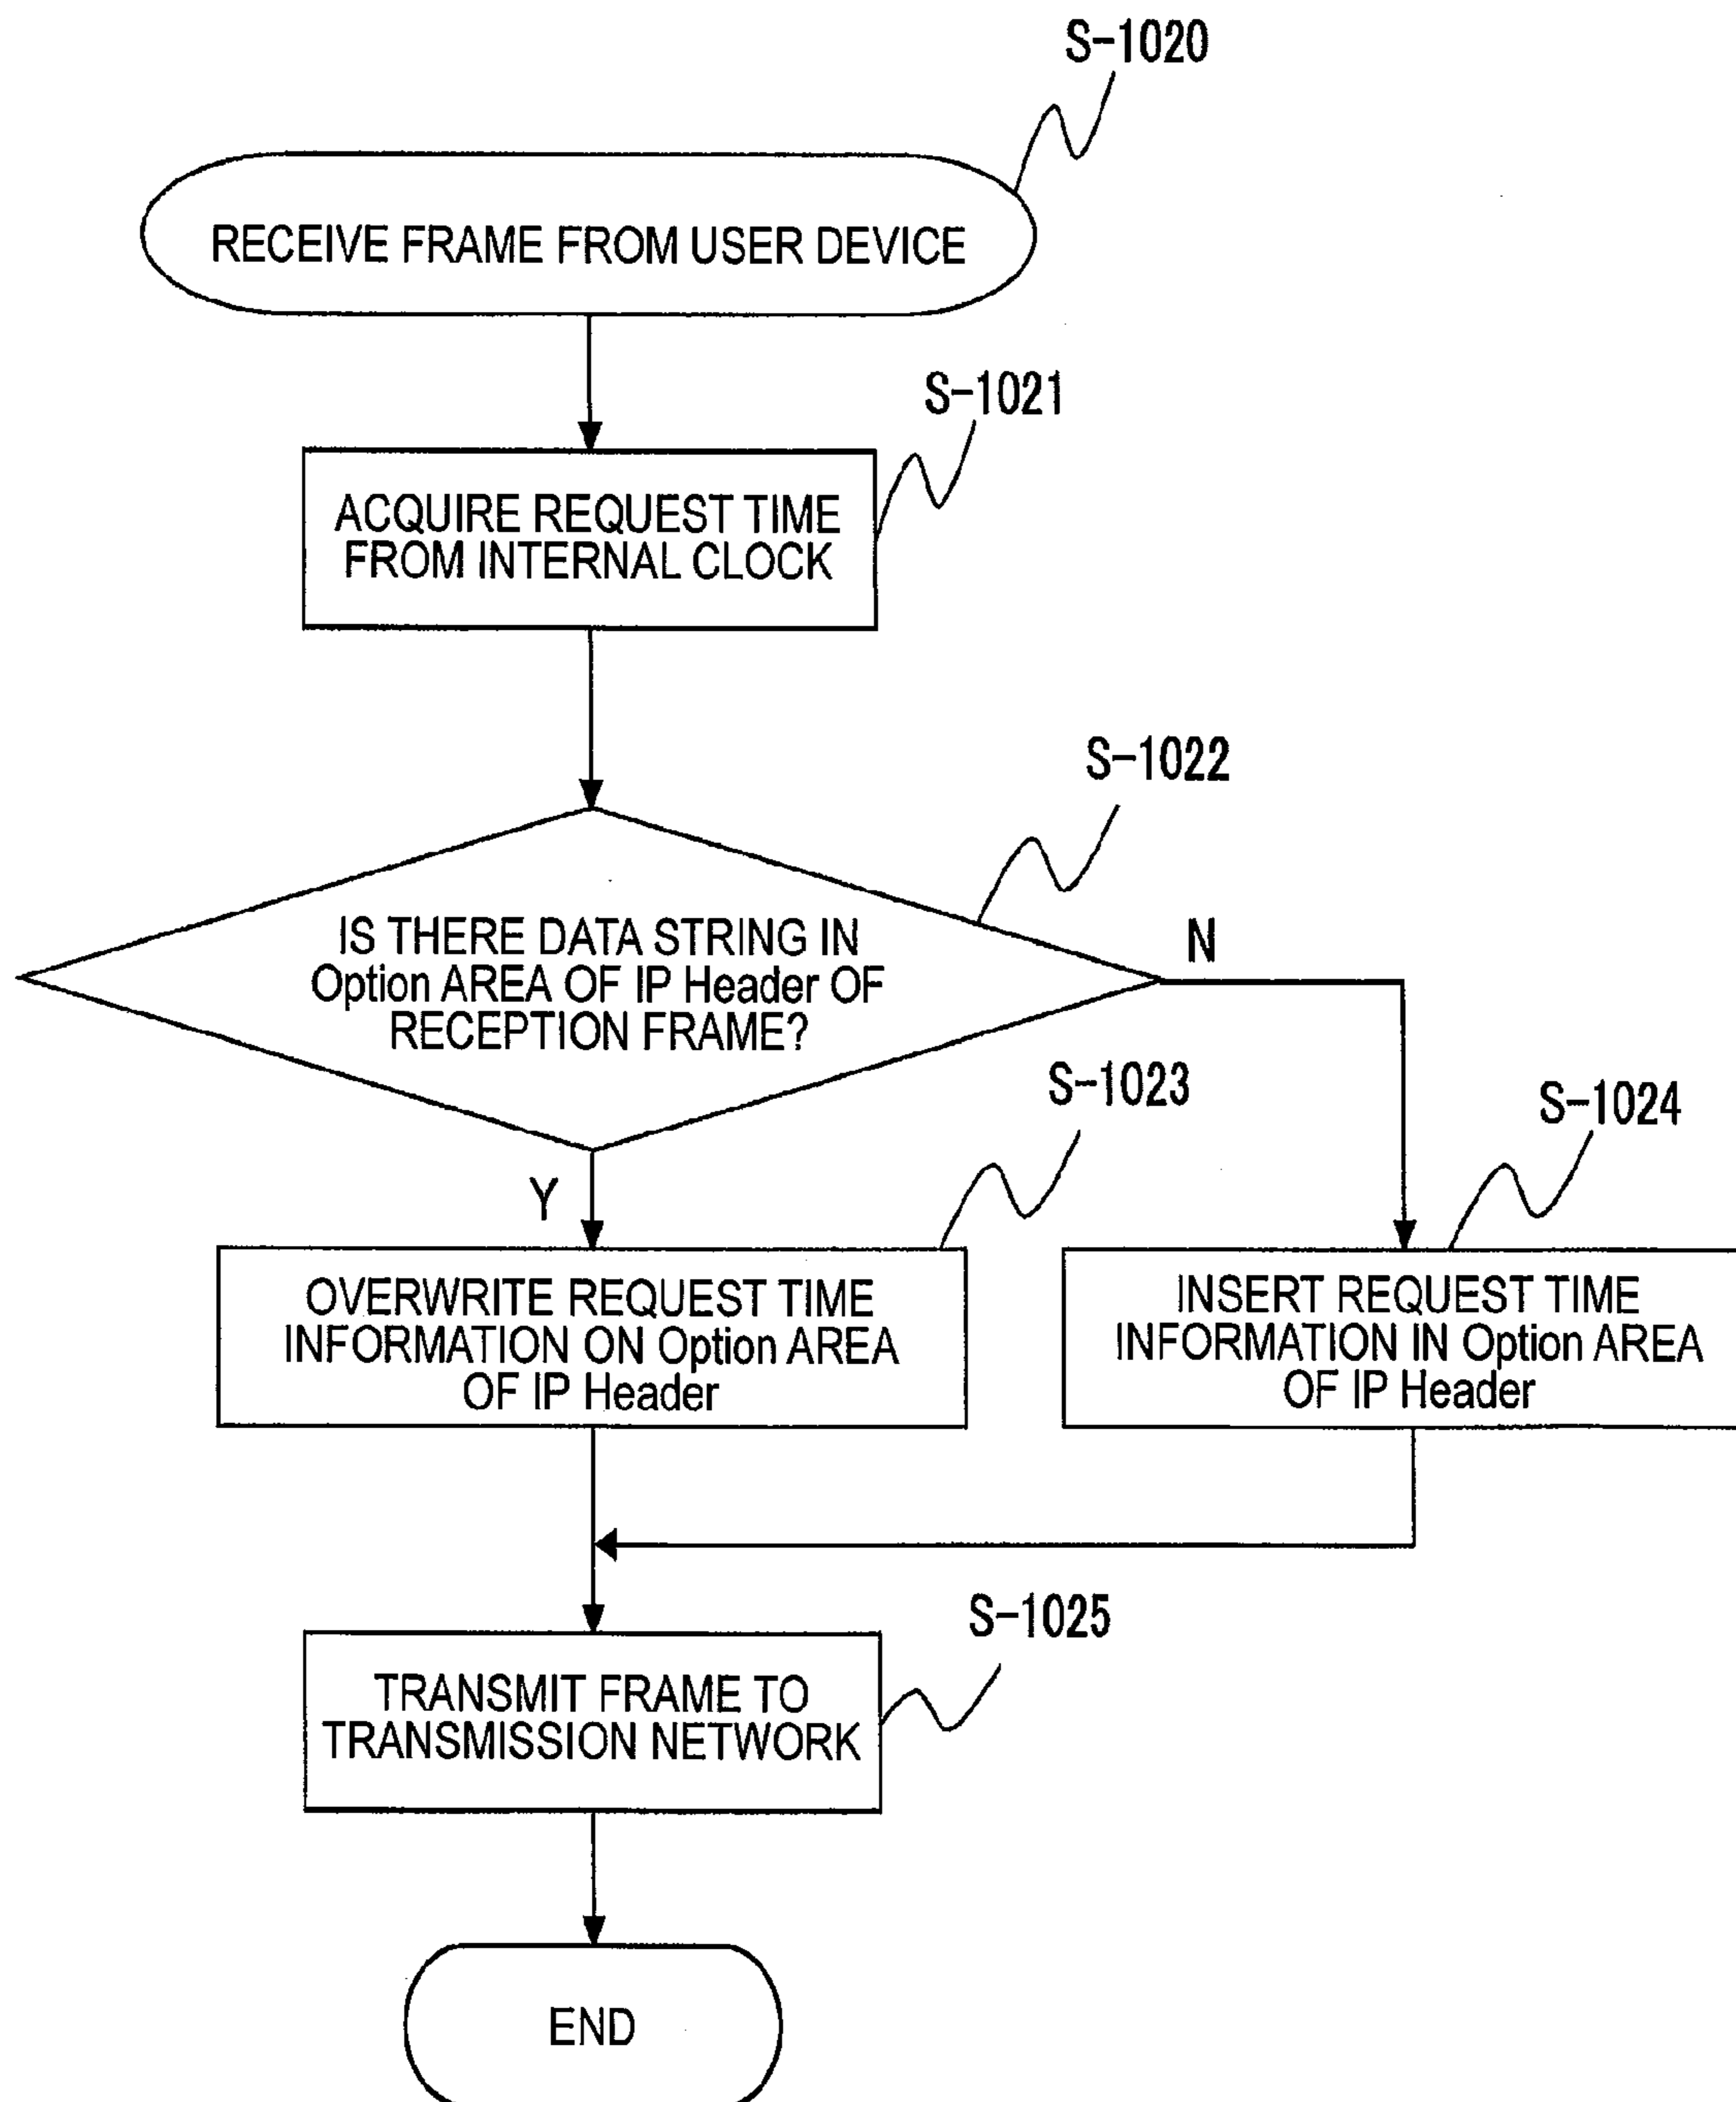 S-1020
RECEIVE FRAME FROM USER DEVICE
S-1021
ACQUIRE REQUEST TIME
FROM INTERNAL CLOCK
S-1022
IS THERE DATA STRING IN
Option AREA OF IP Header OF
RECEPTION FRAME?
N
Y
S-1023
OVERWRITE REQUEST TIME
INFORMATION ON Option AREA
OF IP Header
S-1024
INSERT REQUEST TIME
INFORMATION IN Option AREA
OF IP Header
S-1025
TRANSMIT FRAME TO
TRANSMISSION NETWORK
END